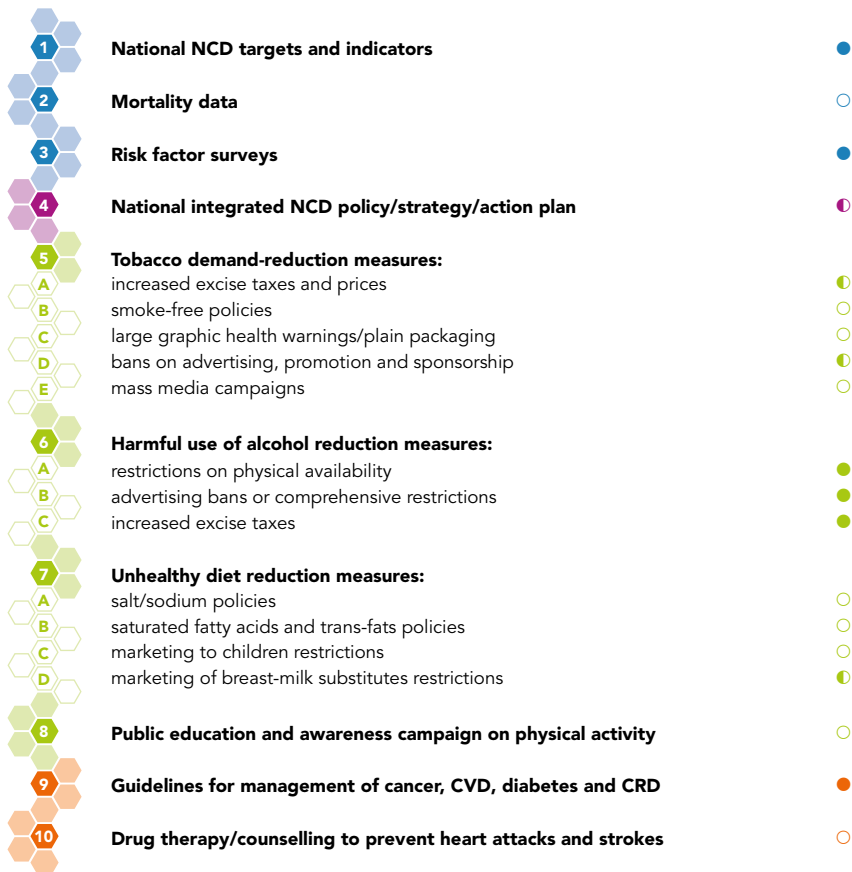 1 National NCD targets and indicators
2 Mortality data
3 Risk factor surveys
4 National integrated NCD policy/strategy/action plan
5 Tobacco demand-reduction measures:
A increased excise taxes and prices
B smoke-free policies
C large graphic health warnings/plain packaging
D bans on advertising, promotion and sponsorship
E mass media campaigns
6 Harmful use of alcohol reduction measures:
A restrictions on physical availability
B advertising bans or comprehensive restrictions
C increased excise taxes
7 Unhealthy diet reduction measures:
A salt/sodium policies
B saturated fatty acids and trans-fats policies
C marketing to children restrictions
D marketing of breast-milk substitutes restrictions
8 Public education and awareness campaign on physical activity
9 Guidelines for management of cancer, CVD, diabetes and CRD
10 Drug therapy/counselling to prevent heart attacks and strokes